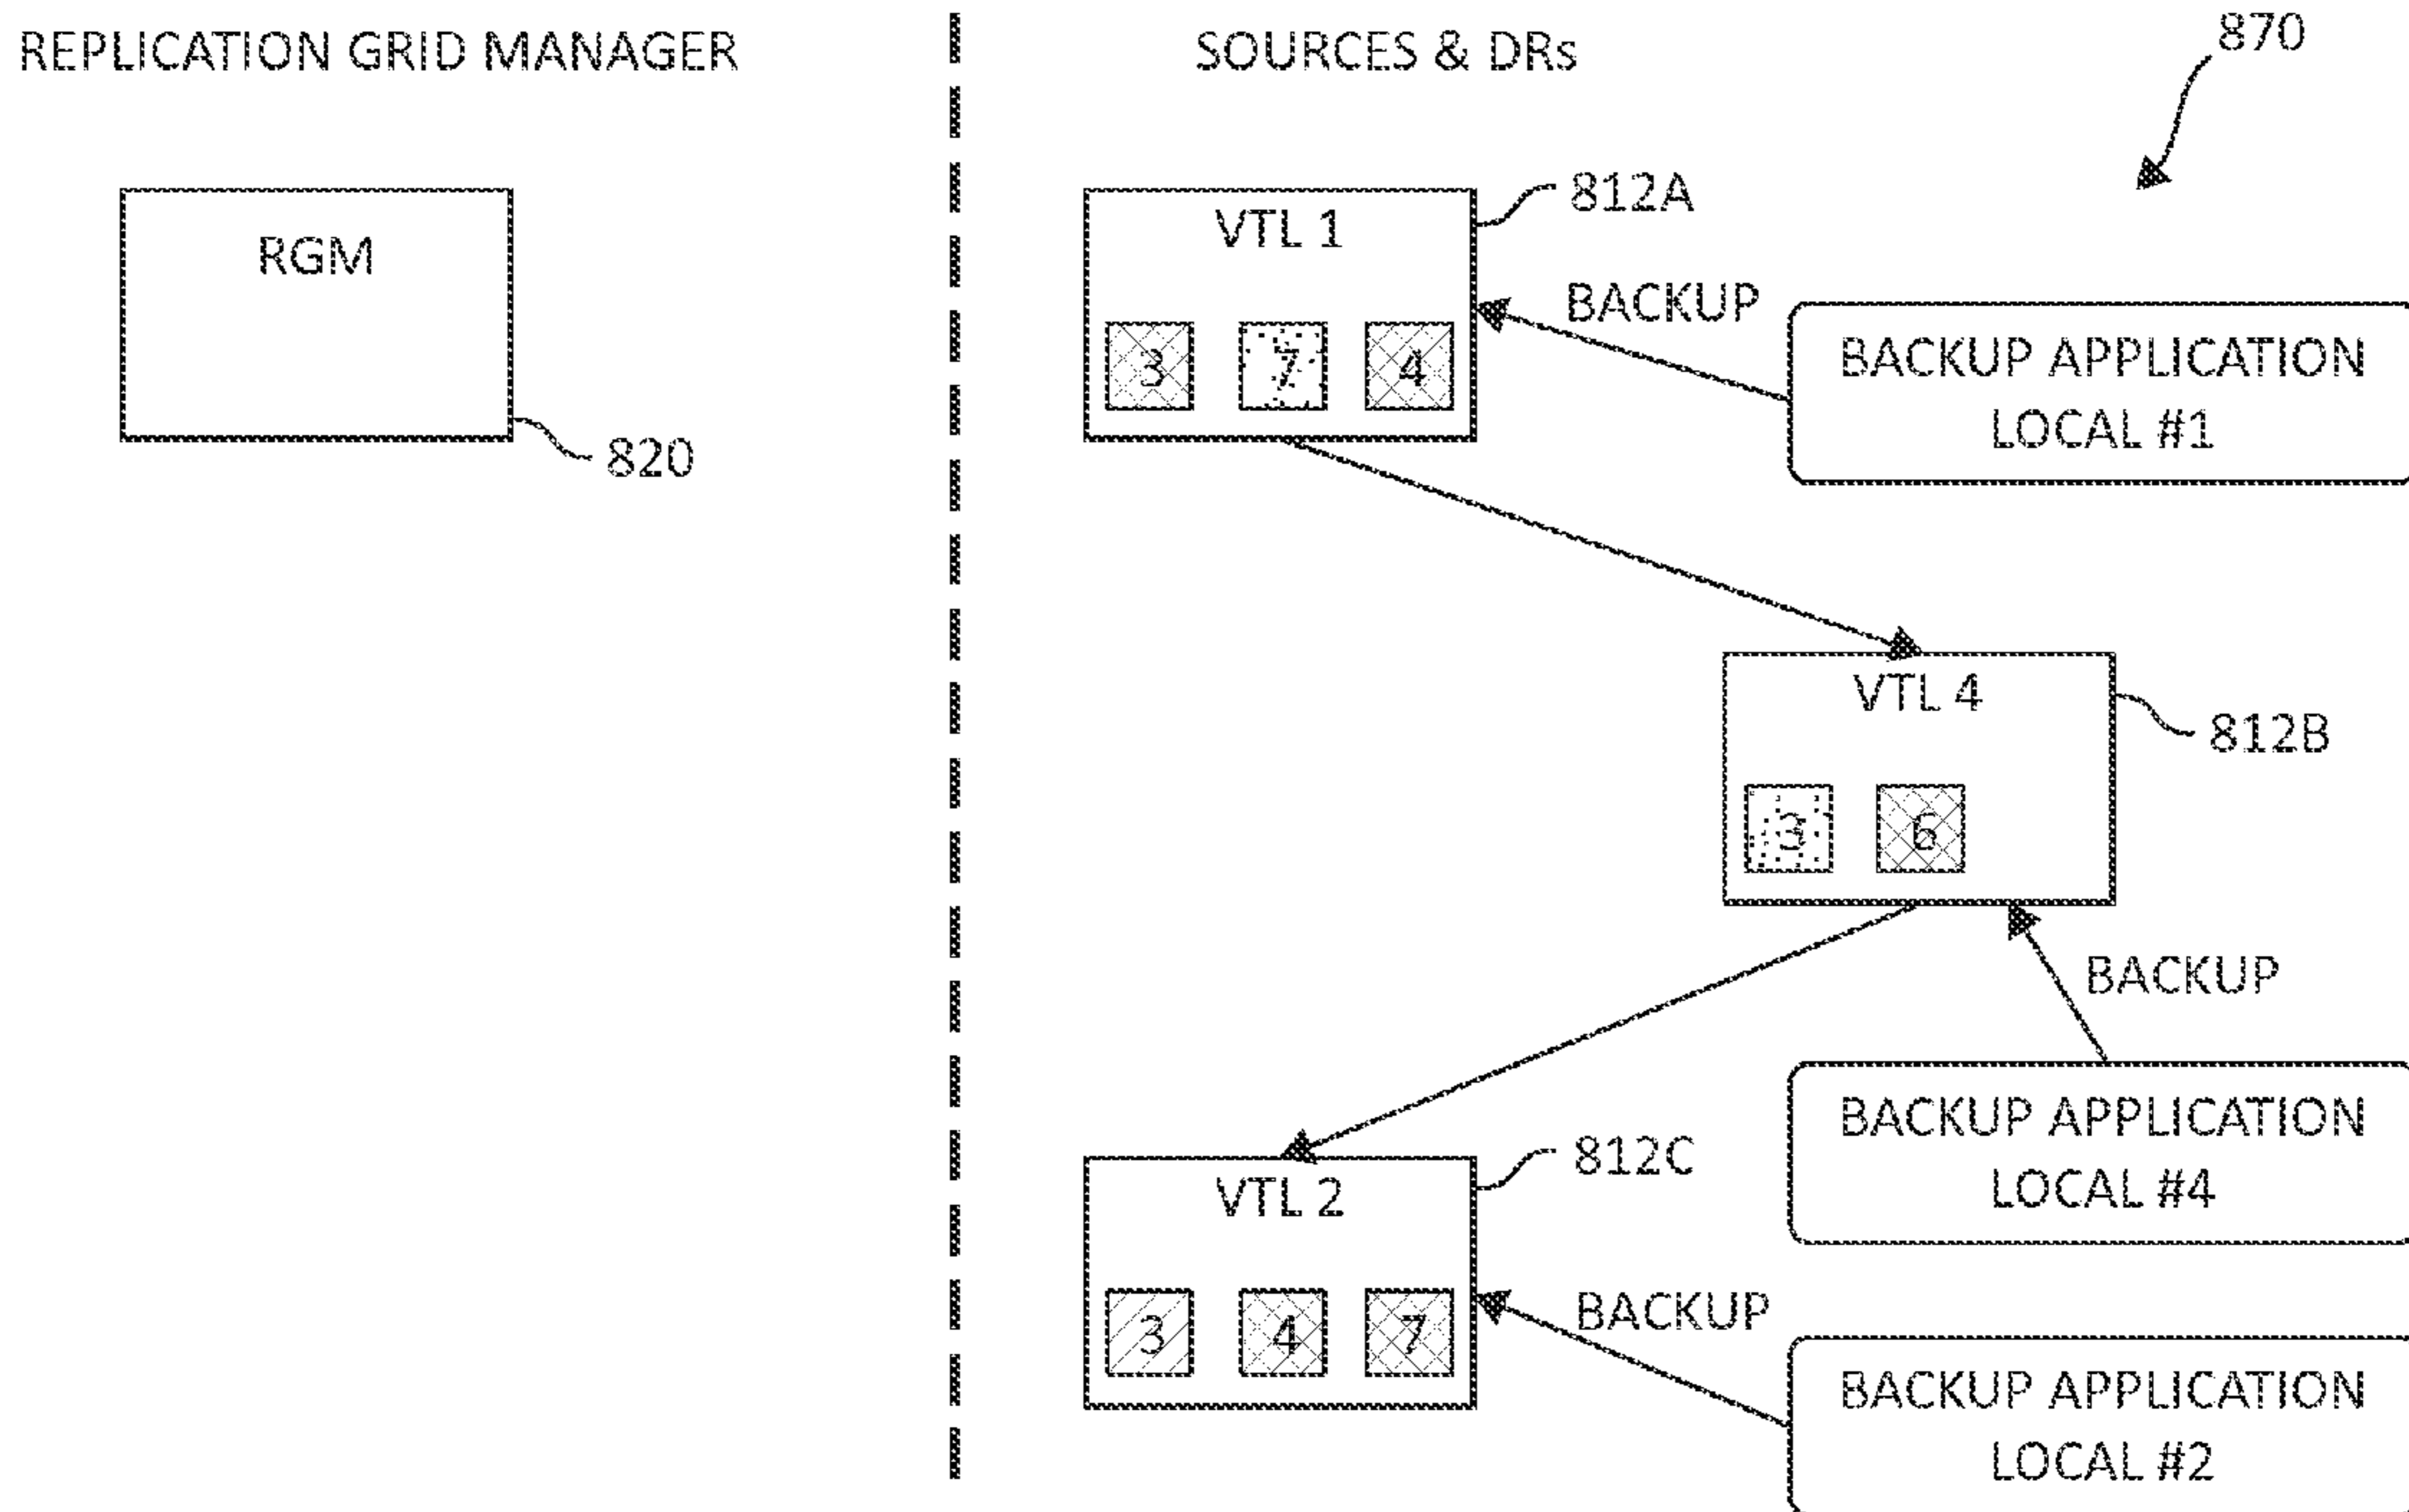 REPLICATION GRID MANAGER
SOURCES & DRs
870
RGM
820
VTL 1
812A
3 7 4
BACKUP
BACKUP APPLICATION
LOCAL #1
VTL 4
812B
3 6
BACKUP
BACKUP APPLICATION
LOCAL #4
VTL 2
812C
3 4 7
BACKUP
BACKUP APPLICATION
LOCAL #2